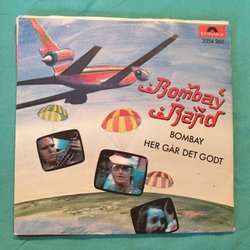 Polydor
2054 260
Bombay
Band
BOMBAY
HER GÅR DET GODT